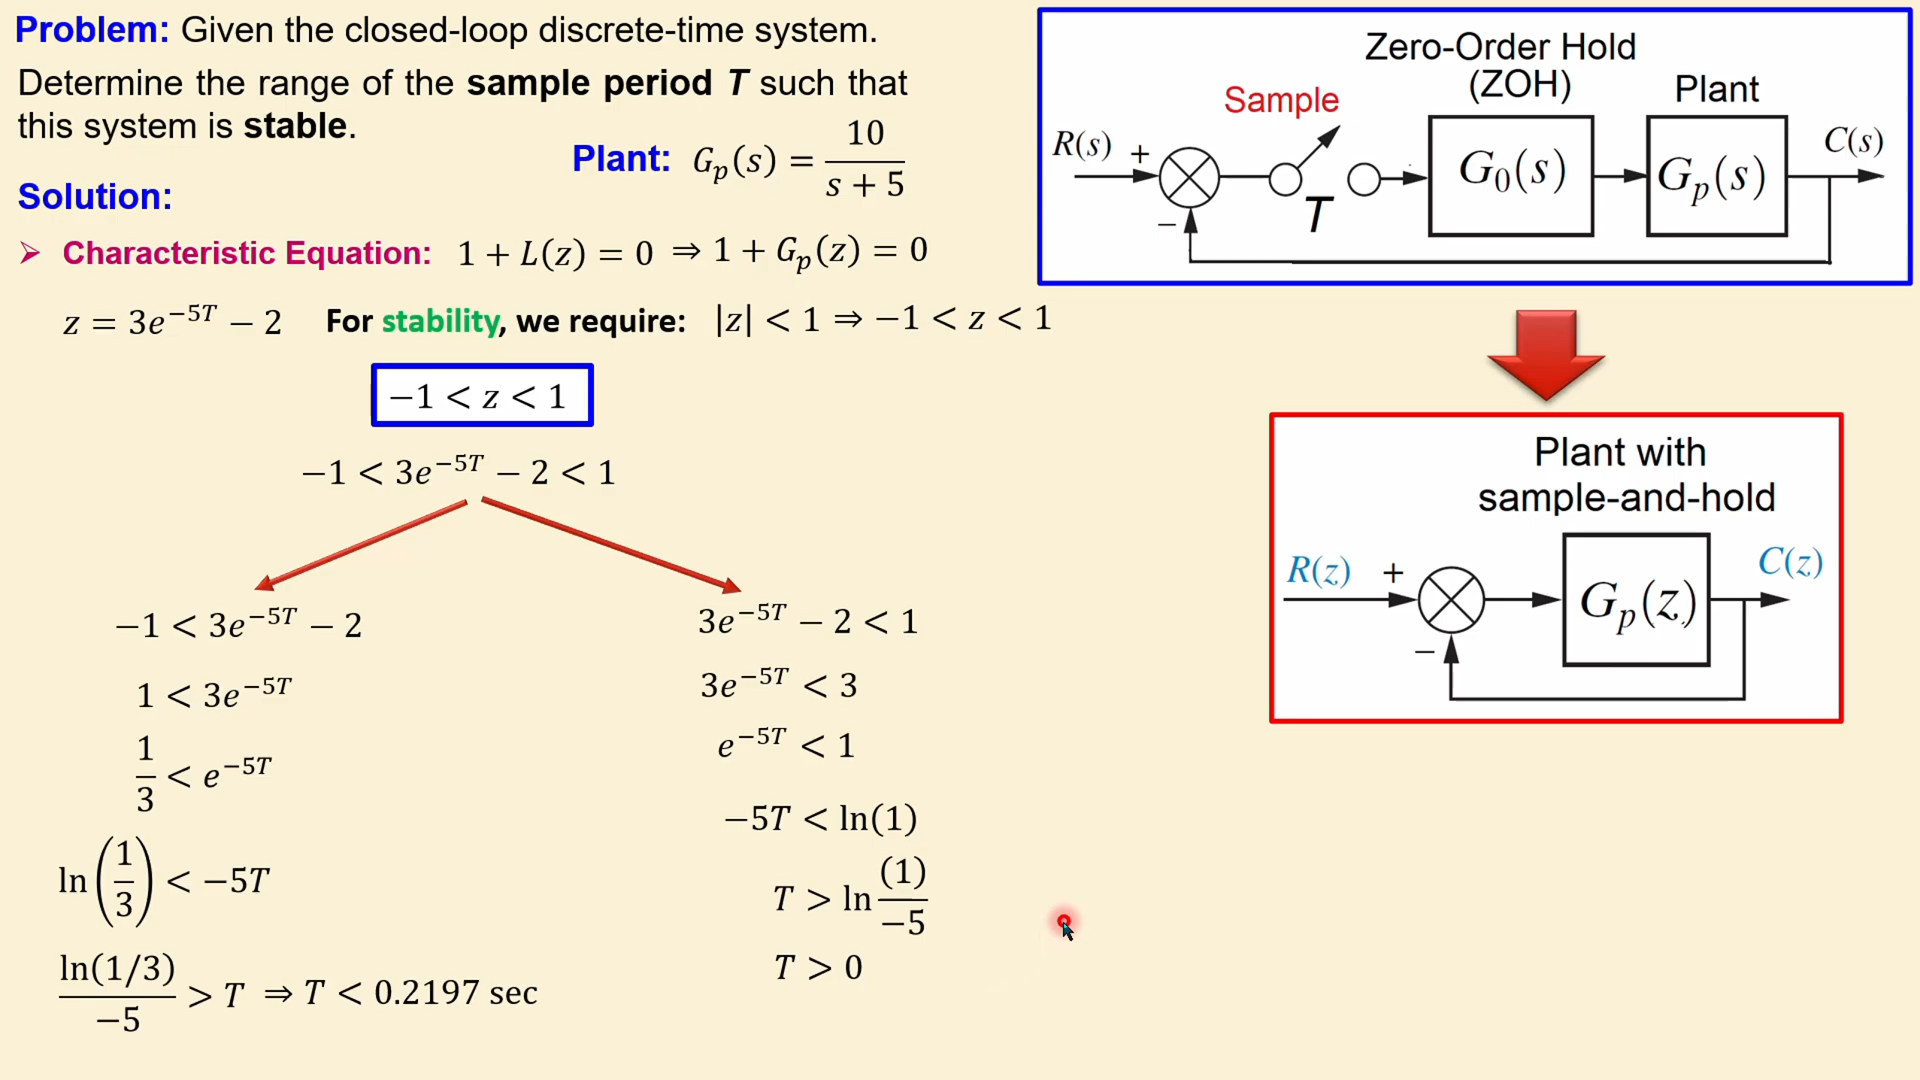 Problem: Given the closed-loop discrete-time system.
Determine the range of the sample period T such that
this system is stable.
Plant: Gₚ(s) = 10/(s + 5)
Solution:
➢ Characteristic Equation: 1 + L(z) = 0 ⇒ 1 + Gₚ(z) = 0
z = 3e⁻⁵ᵀ − 2 For stability, we require: |z| < 1 ⇒ −1 < z < 1
−1 < z < 1
−1 < 3e⁻⁵ᵀ − 2 < 1
−1 < 3e⁻⁵ᵀ − 2
1 < 3e⁻⁵ᵀ
1/3 < e⁻⁵ᵀ
ln(1/3) < −5T
ln(1/3)/−5 > T ⇒ T < 0.2197 sec
3e⁻⁵ᵀ − 2 < 1
3e⁻⁵ᵀ < 3
e⁻⁵ᵀ < 1
−5T < ln(1)
T > ln (1)/−5
T > 0
Zero-Order Hold
(ZOH)
Plant
Sample
R(s)
+
−
T
G₀(s)
Gₚ(s)
C(s)
Plant with
sample-and-hold
R(z)
+
−
Gₚ(z)
C(z)